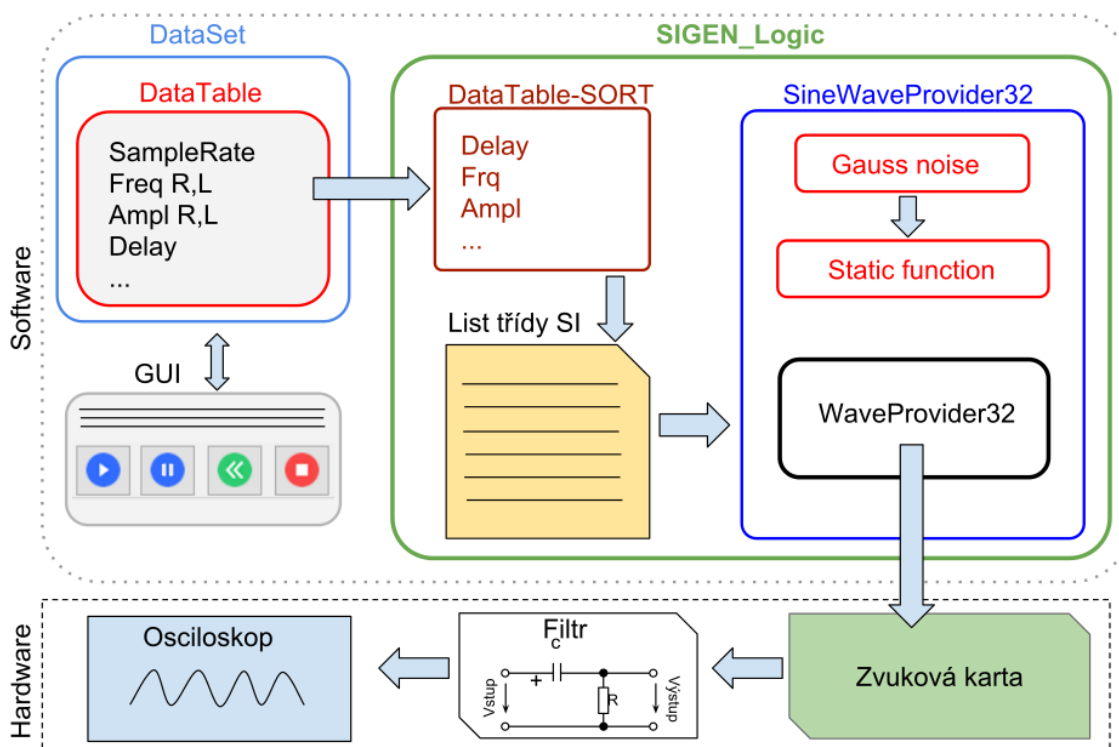 DataSet
SIGEN_Logic
DataTable
DataTable-SORT
SineWaveProvider32
SampleRate
Freq R,L
Ampl R,L
Delay
...
Delay
Frq
Ampl
...
Gauss noise
Static function
Software
List třídy SI
GUI
WaveProvider32
Hardware
Osciloskop
Filtr
C
+
R
Vstup
Výstup
Zvuková karta